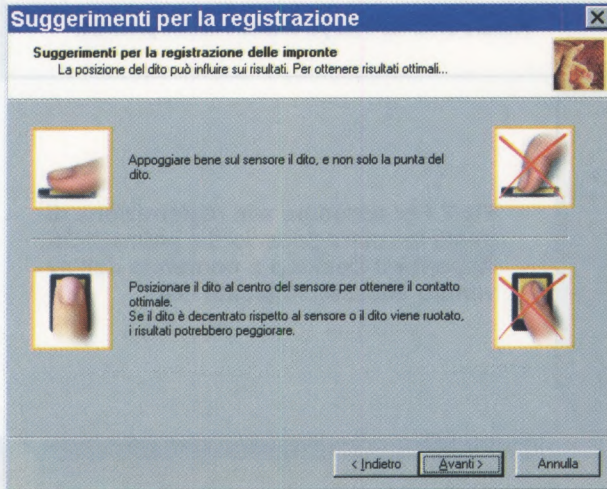 Suggerimenti per la registrazione
Suggerimenti per la registrazione delle impronte
La posizione del dito può influire sui risultati. Per ottenere risultati ottimali...
Appoggiare bene sul sensore il dito, e non solo la punta del
dito.
Posizionare il dito al centro del sensore per ottenere il contatto
ottimale.
Se il dito è decentrato rispetto al sensore o il dito viene ruotato,
i risultati potrebbero peggiorare.
< Indietro
Avanti >
Annulla